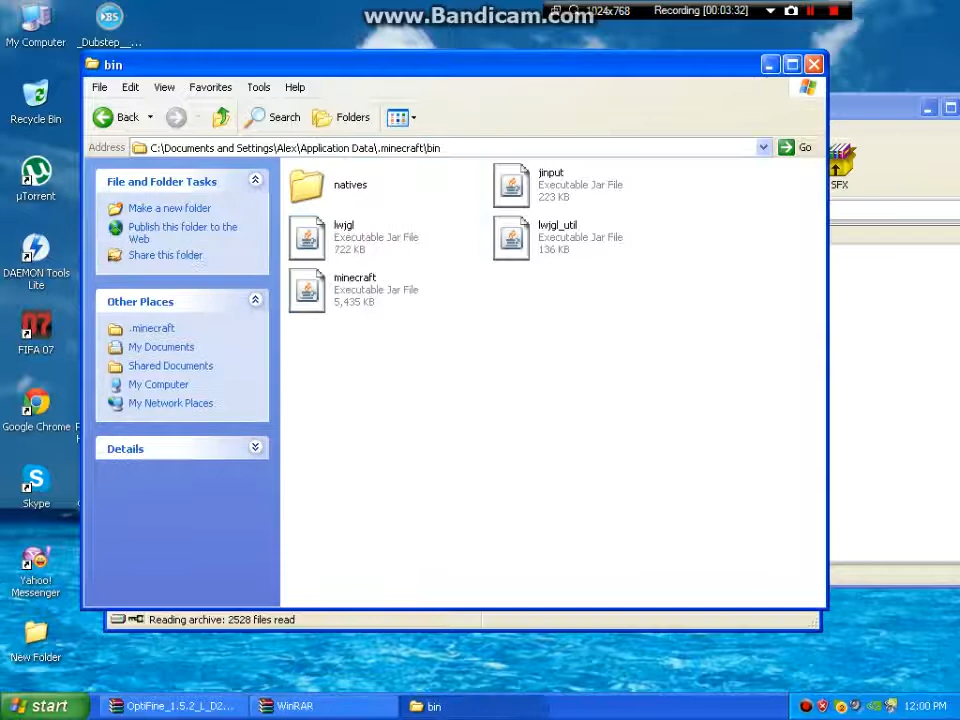 www.Bandicam.com
1024x768
Recording [00:03:32]
My Computer
_Dubstep__...
Recycle Bin
µTorrent
DAEMON Tools
Lite
FIFA 07
Google Chrome
Skype
Yahoo!
Messenger
New Folder
bin
File Edit View Favorites Tools Help
Back
Search
Folders
Address
C:\Documents and Settings\Alex\Application Data\.minecraft\bin
Go
File and Folder Tasks
Make a new folder
Publish this folder to the
Web
Share this folder
Other Places
.minecraft
My Documents
Shared Documents
My Computer
My Network Places
Details
natives
jinput
Executable Jar File
223 KB
lwjgl
Executable Jar File
722 KB
lwjgl_util
Executable Jar File
136 KB
minecraft
Executable Jar File
5,435 KB
SFX
Reading archive: 2528 files read
start
OptiFine_1.5.2_L_D2...
WinRAR
bin
12:00 PM